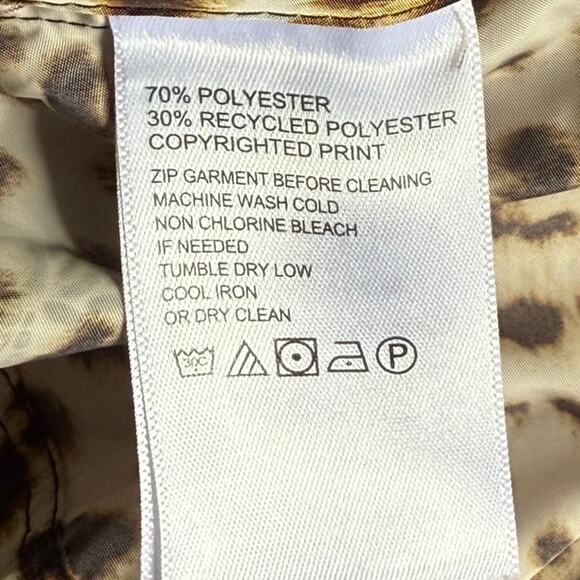 70% POLYESTER
30% RECYCLED POLYESTER
COPYRIGHTED PRINT
ZIP GARMENT BEFORE CLEANING
MACHINE WASH COLD
NON CHLORINE BLEACH
IF NEEDED
TUMBLE DRY LOW
COOL IRON
OR DRY CLEAN
30C P